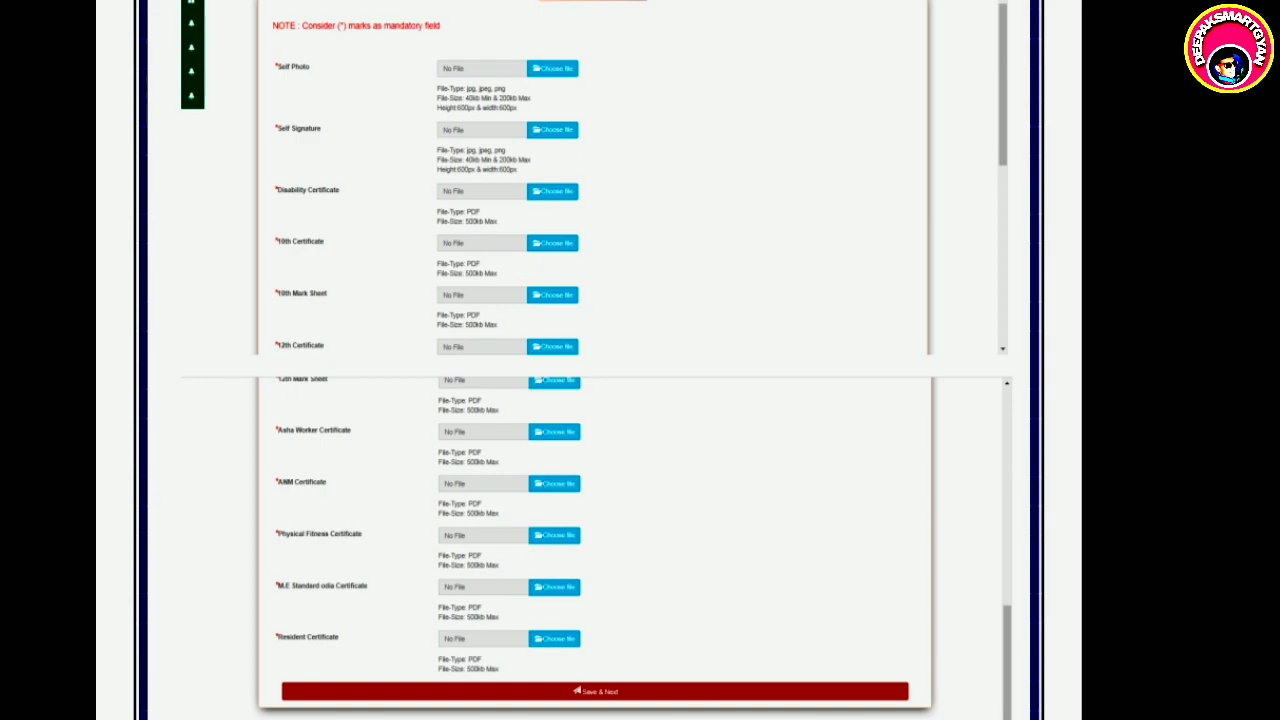 NOTE : Consider (*) marks as mandatory field
*Self Photo
No File
Choose file
File-Type: jpg, jpeg, png
File-Size: 40kb Min & 200kb Max
Height:600px & width:600px
*Self Signature
No File
Choose file
File-Type: jpg, jpeg, png
File-Size: 40kb Min & 200kb Max
Height:600px & width:600px
*Disability Certificate
No File
Choose file
File-Type: PDF
File-Size: 500kb Max
*10th Certificate
No File
Choose file
File-Type: PDF
File-Size: 500kb Max
*10th Mark Sheet
No File
Choose file
File-Type: PDF
File-Size: 500kb Max
*12th Certificate
No File
Choose file
*12th Mark Sheet
No File
Choose file
File-Type: PDF
File-Size: 500kb Max
*Asha Worker Certificate
No File
Choose file
File-Type: PDF
File-Size: 500kb Max
*ANM Certificate
No File
Choose file
File-Type: PDF
File-Size: 500kb Max
*Physical Fitness Certificate
No File
Choose file
File-Type: PDF
File-Size: 500kb Max
*M.E Standard odia Certificate
No File
Choose file
File-Type: PDF
File-Size: 500kb Max
*Resident Certificate
No File
Choose file
File-Type: PDF
File-Size: 500kb Max
Save & Next
DEEPAKSMARTGYAN